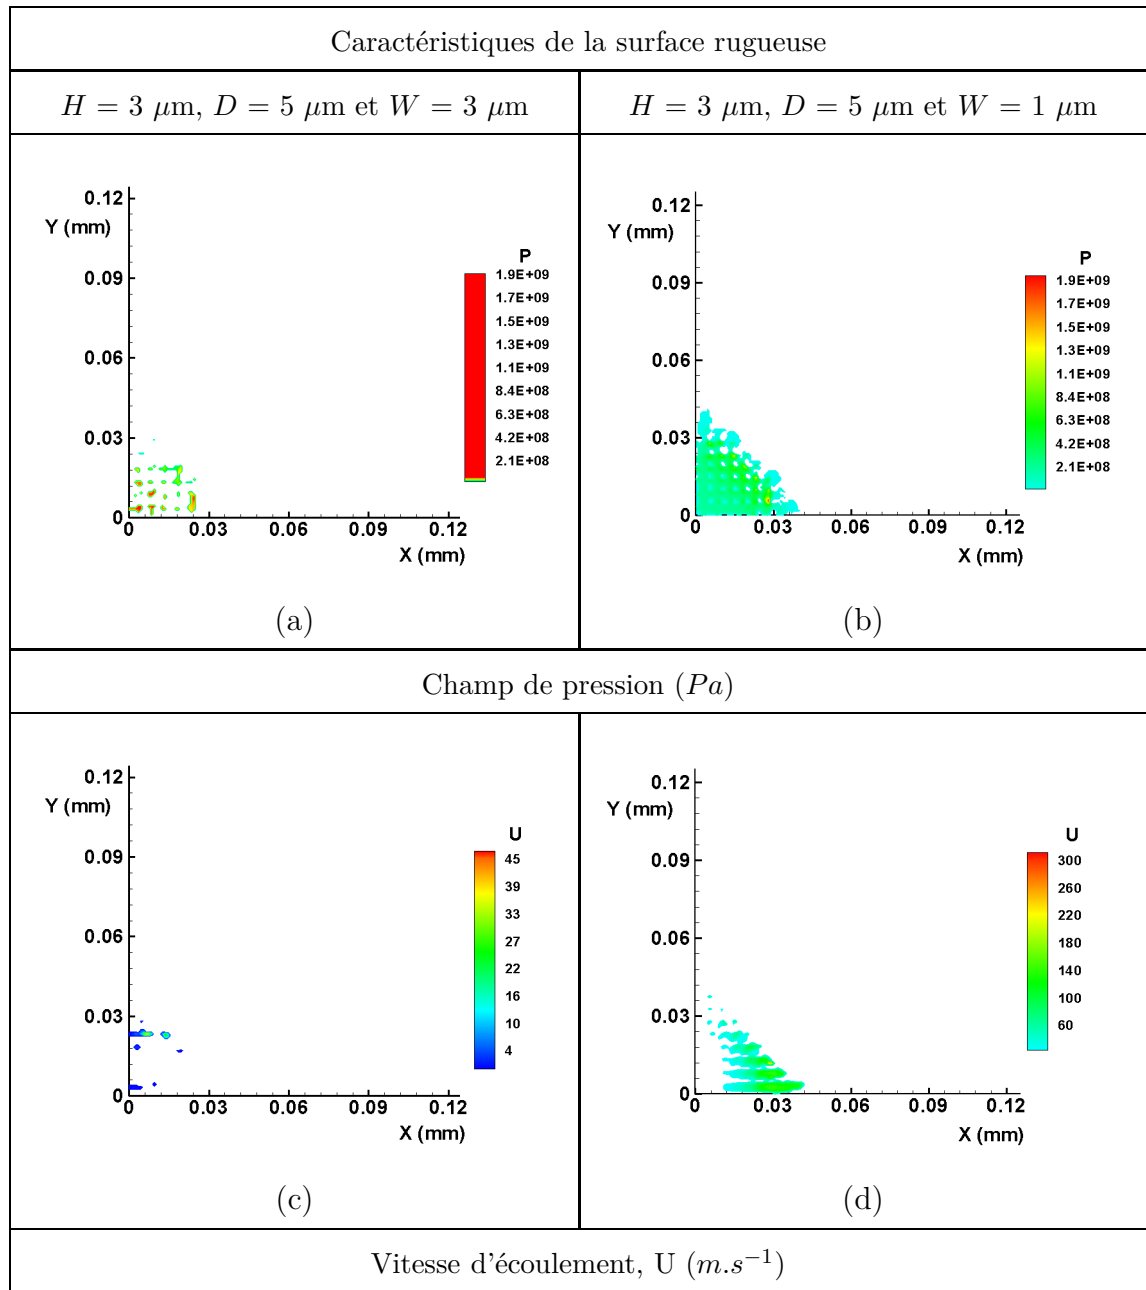 Caractéristiques de la surface rugueuse
H = 3 μm, D = 5 μm et W = 3 μm
H = 3 μm, D = 5 μm et W = 1 μm
0.12
Y (mm)
0.09
0.06
0.03
0
0 0.03 0.06 0.09 0.12
X (mm)
P
1.9E+09
1.7E+09
1.5E+09
1.3E+09
1.1E+09
8.4E+08
6.3E+08
4.2E+08
2.1E+08
(a)
0.12
Y (mm)
0.09
0.06
0.03
0
0 0.03 0.06 0.09 0.12
X (mm)
P
1.9E+09
1.7E+09
1.5E+09
1.3E+09
1.1E+09
8.4E+08
6.3E+08
4.2E+08
2.1E+08
(b)
Champ de pression (Pa)
0.12
Y (mm)
0.09
0.06
0.03
0
0 0.03 0.06 0.09 0.12
X (mm)
U
45
39
33
27
22
16
10
4
(c)
0.12
Y (mm)
0.09
0.06
0.03
0
0 0.03 0.06 0.09 0.12
X (mm)
U
300
260
220
180
140
100
60
(d)
Vitesse d'écoulement, U (m.s⁻¹)